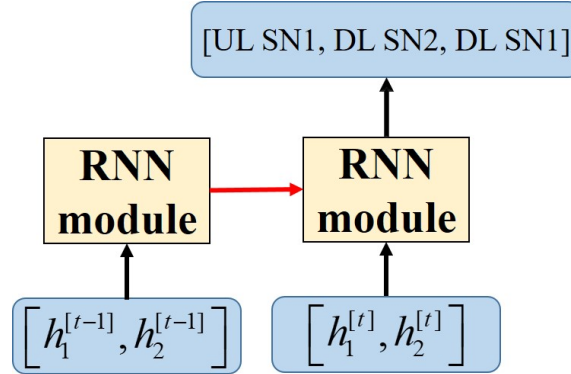 [UL SN1, DL SN2, DL SN1]
RNN module
RNN module
[h₁^[t−1], h₂^[t−1]]
[h₁^[t], h₂^[t]]